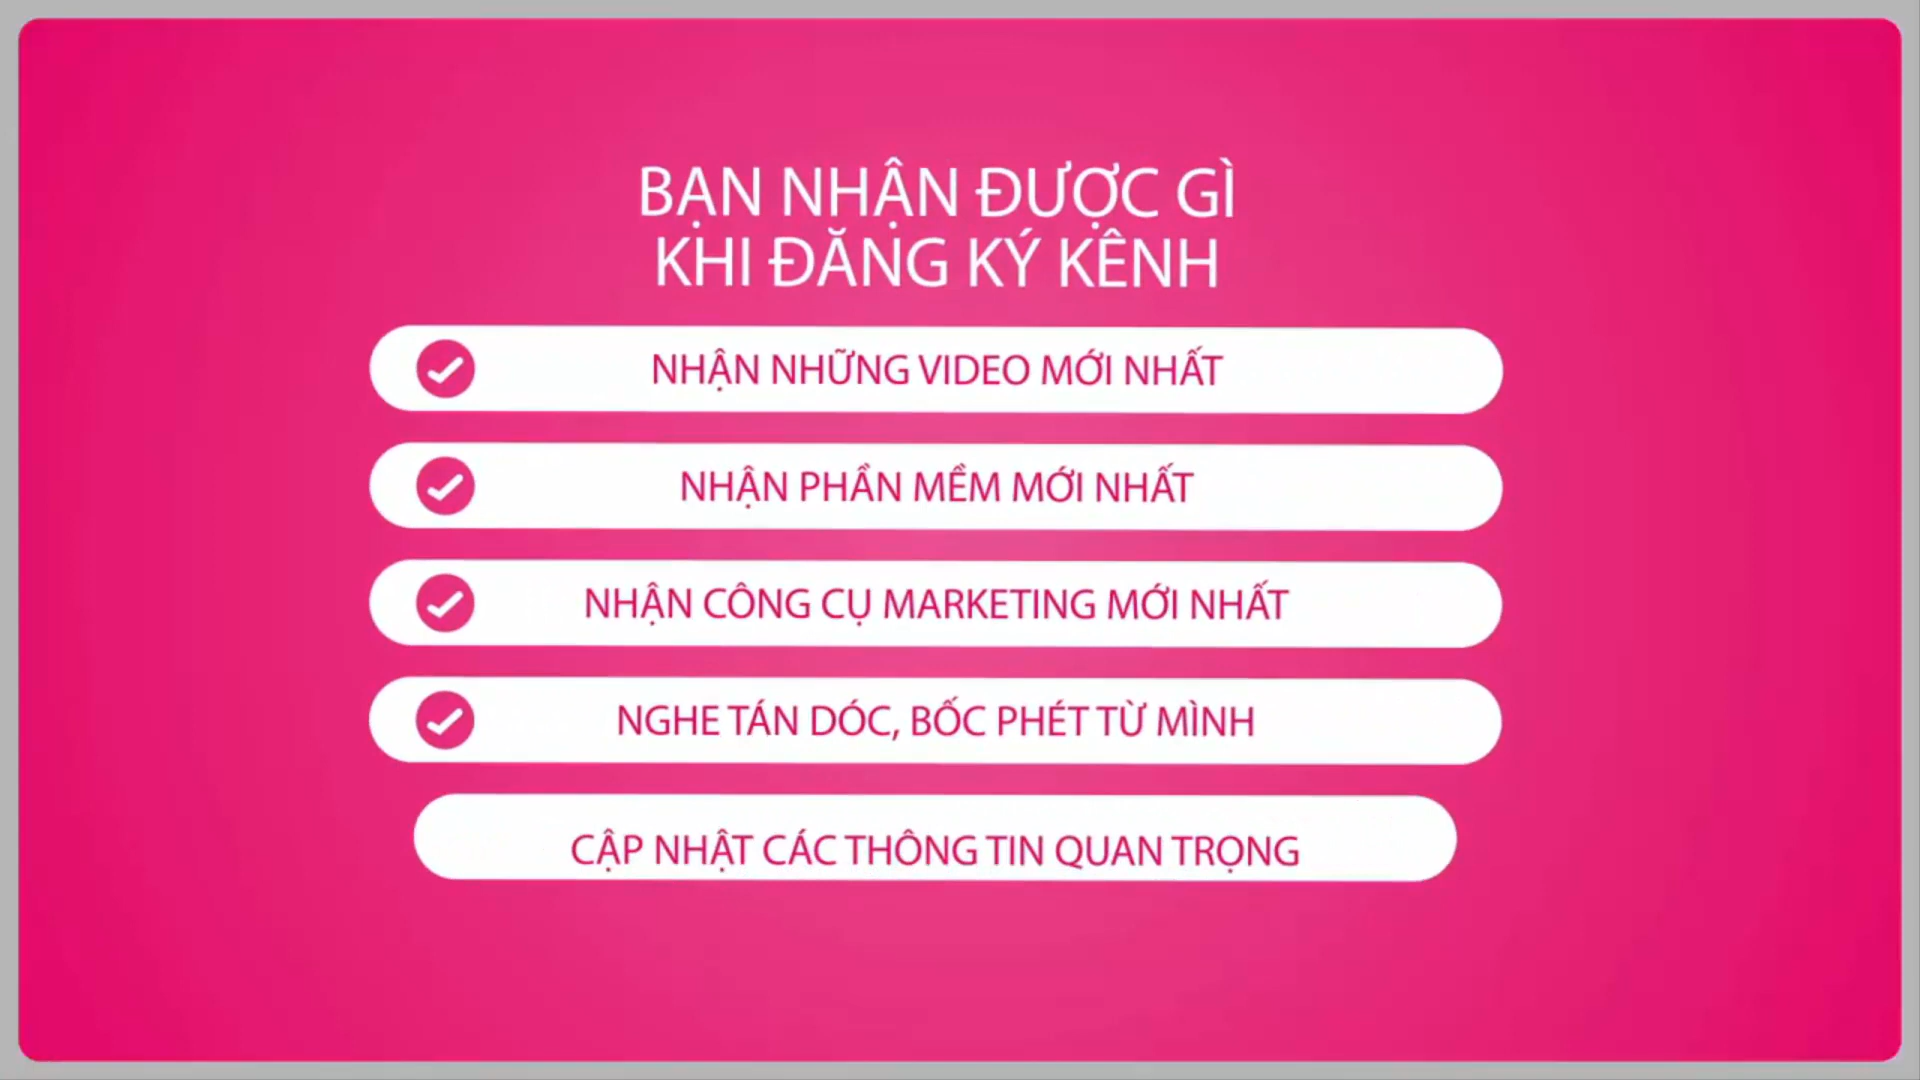 BẠN NHẬN ĐƯỢC GÌ
KHI ĐĂNG KÝ KÊNH
NHẬN NHỮNG VIDEO MỚI NHẤT
NHẬN PHẦN MỀM MỚI NHẤT
NHẬN CÔNG CỤ MARKETING MỚI NHẤT
NGHE TÁN DÓC, BỐC PHÉT TỪ MÌNH
CẬP NHẬT CÁC THÔNG TIN QUAN TRỌNG